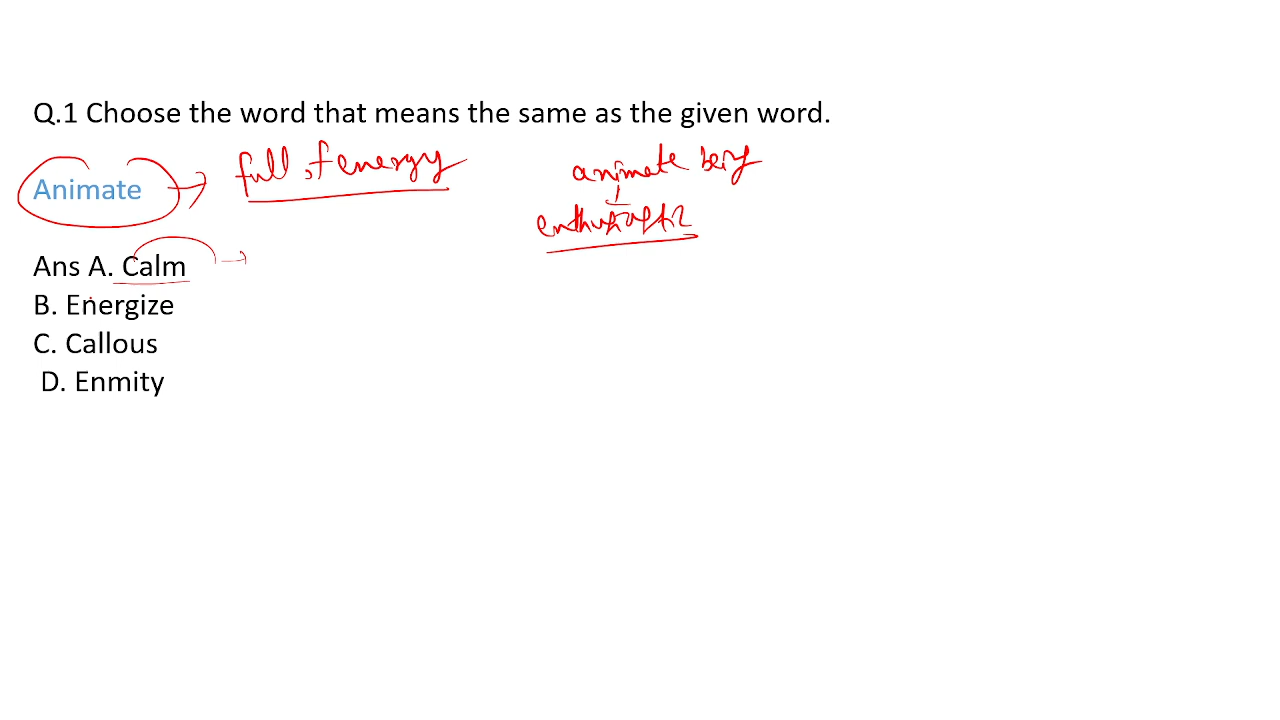 Q.1 Choose the word that means the same as the given word.
Animate → full of energy
animate being
enthusiastic
Ans A. Calm →
B. Energize
C. Callous
D. Enmity